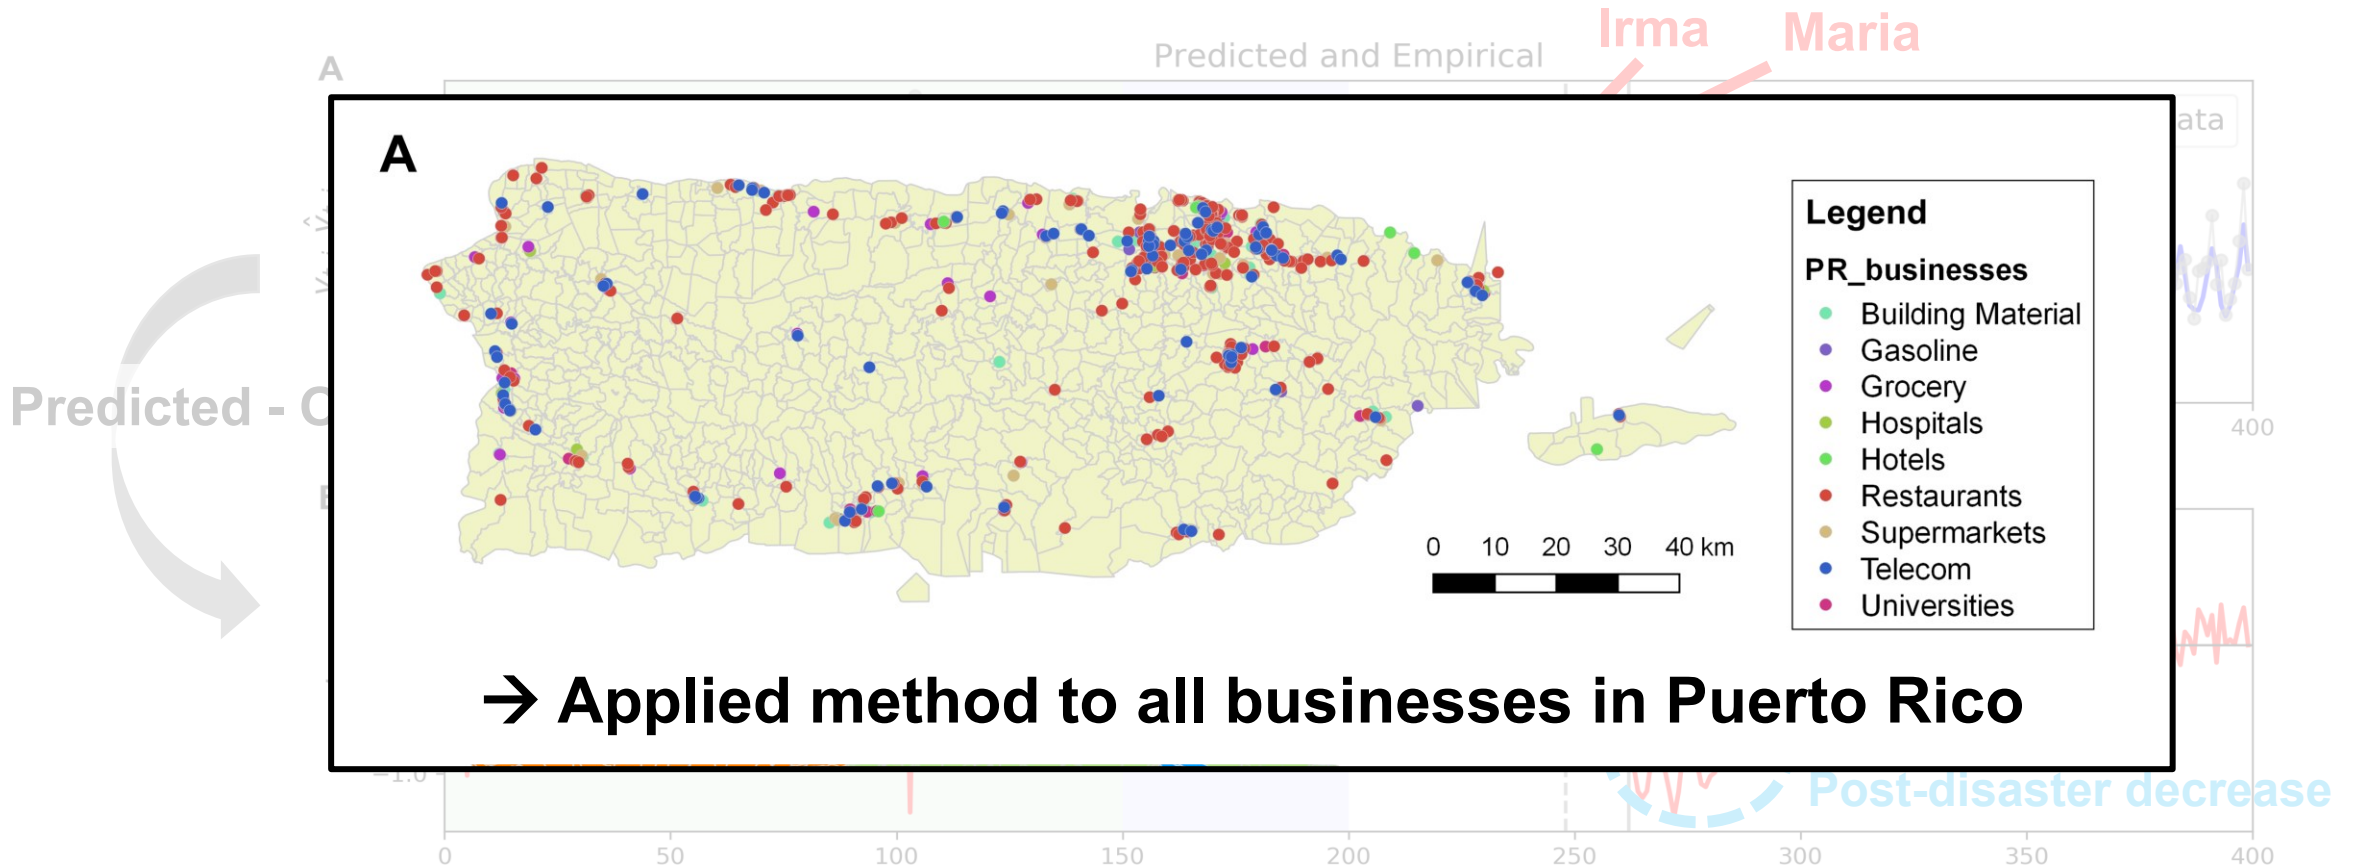 Irma
Maria
Predicted and Empirical
A
ata
A
Legend
PR_businesses
Building Material
Gasoline
Grocery
Hospitals
Hotels
Restaurants
Supermarkets
Telecom
Universities
0 10 20 30 40 km
Predicted - C
400
→ Applied method to all businesses in Puerto Rico
−1.0
Post-disaster decrease
0 50 100 150 200 250 300 350 400